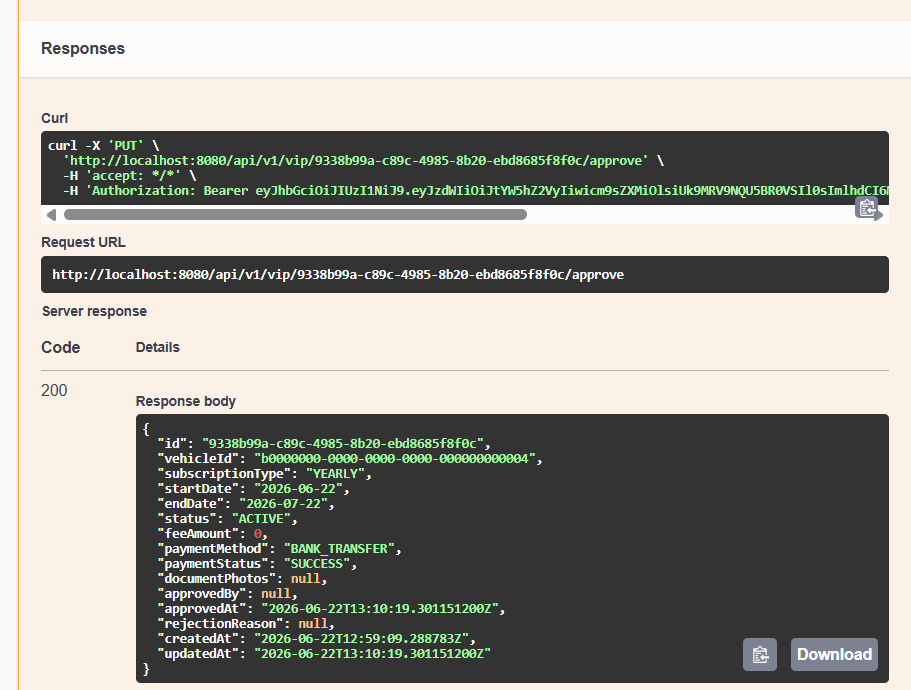 Responses
Curl
curl -X 'PUT' \
  'http://localhost:8080/api/v1/vip/9338b99a-c89c-4985-8b20-ebd8685f8f0c/approve' \
  -H 'accept: */*' \
  -H 'Authorization: Bearer eyJhbGciOiJIUzI1NiJ9.eyJzdWIiOiJtYW5hZ2VyIiwicm9sZXMiOlsiUk9MRV9NQU5BR0VSIl0sImlhdCI6
Request URL
http://localhost:8080/api/v1/vip/9338b99a-c89c-4985-8b20-ebd8685f8f0c/approve
Server response
Code Details
200
Response body
{
  "id": "9338b99a-c89c-4985-8b20-ebd8685f8f0c",
  "vehicleId": "b0000000-0000-0000-0000-000000000004",
  "subscriptionType": "YEARLY",
  "startDate": "2026-06-22",
  "endDate": "2026-07-22",
  "status": "ACTIVE",
  "feeAmount": 0,
  "paymentMethod": "BANK_TRANSFER",
  "paymentStatus": "SUCCESS",
  "documentPhotos": null,
  "approvedBy": null,
  "approvedAt": "2026-06-22T13:10:19.301151200Z",
  "rejectionReason": null,
  "createdAt": "2026-06-22T12:59:09.288783Z",
  "updatedAt": "2026-06-22T13:10:19.301151200Z"
}
Download